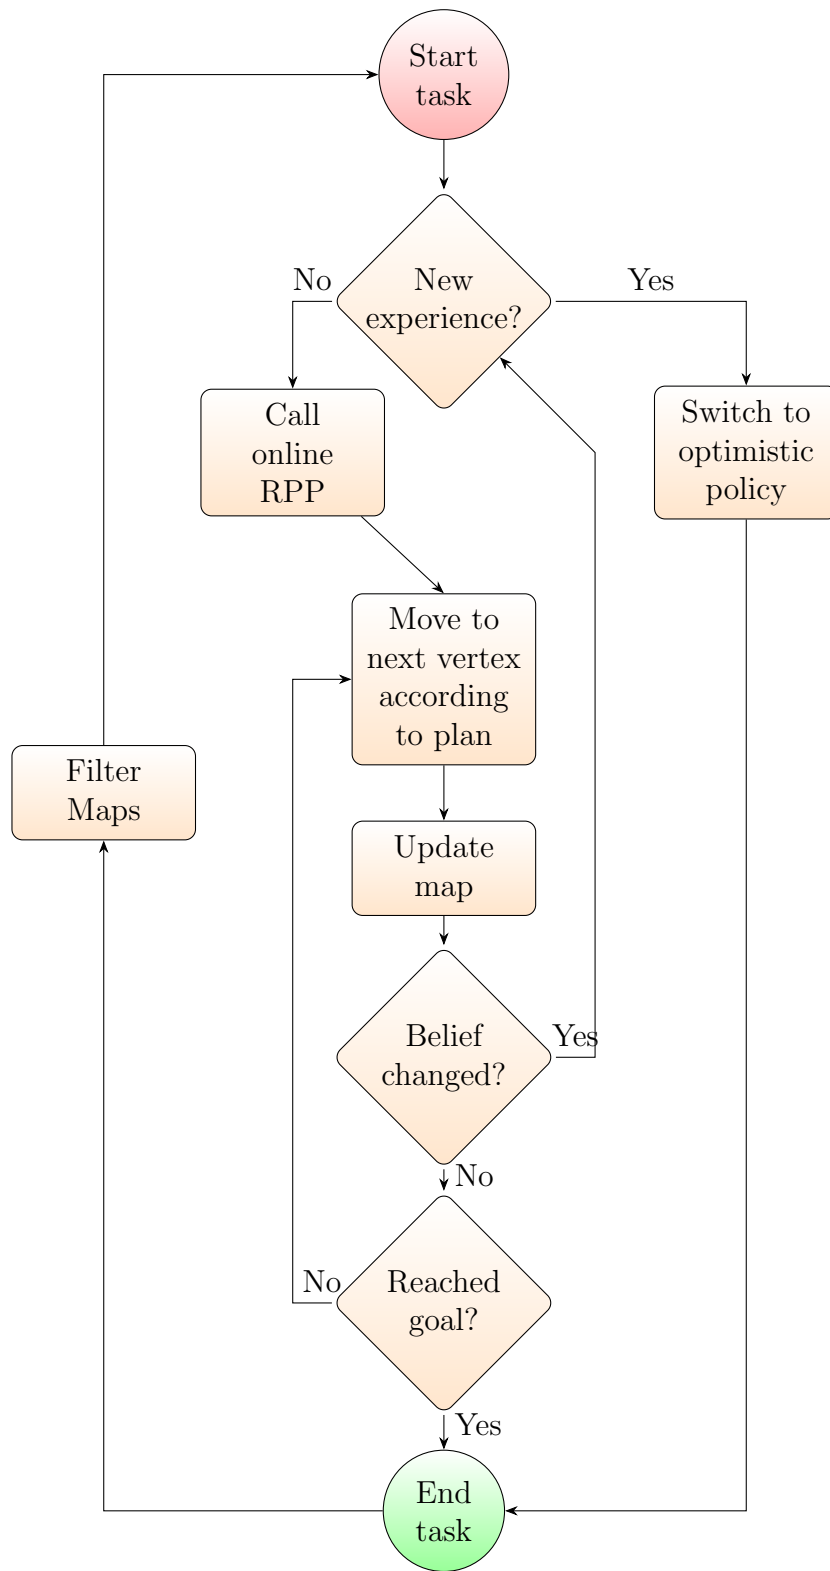 Start
task
New
experience?
No
Yes
Call
online
RPP
Switch to
optimistic
policy
Move to
next vertex
according
to plan
Filter
Maps
Update
map
Belief
changed?
Yes
No
Reached
goal?
No
Yes
End
task